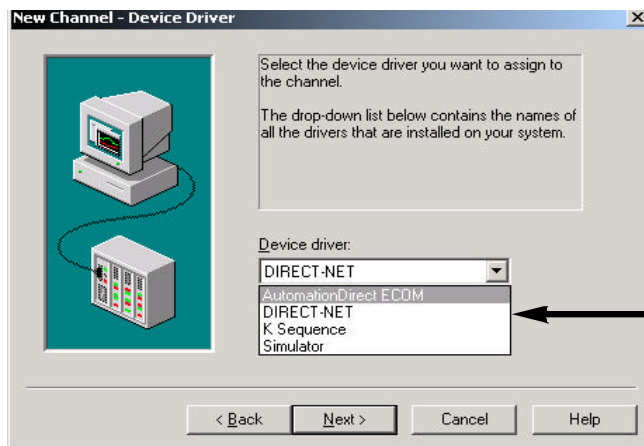 New Channel - Device Driver
Select the device driver you want to assign to
the channel.
The drop-down list below contains the names of
all the drivers that are installed on your system.
Device driver:
DIRECT-NET
AutomationDirect ECOM
DIRECT-NET
K Sequence
Simulator
< Back
Next >
Cancel
Help